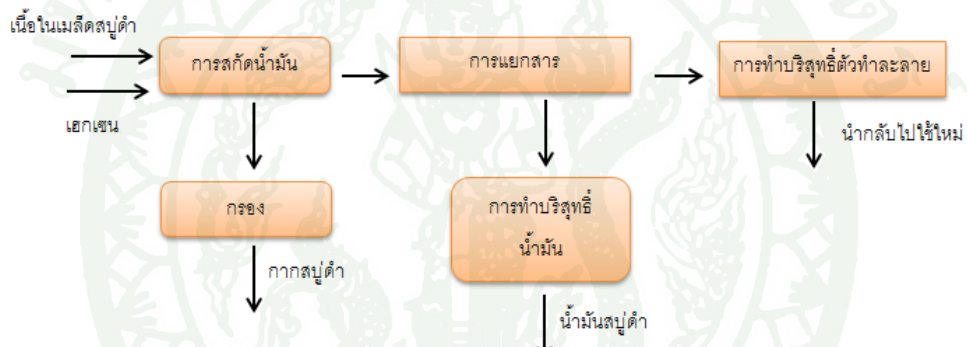 เนื้อในเมล็ดสบู่ดำ
การสกัดน้ำมัน
การแยกสาร
การทำบริสุทธิ์ตัวทำละลาย
เฮกเซน
นำกลับไปใช้ใหม่
กรอง
การทำบริสุทธิ์
น้ำมัน
กากสบู่ดำ
น้ำมันสบู่ดำ